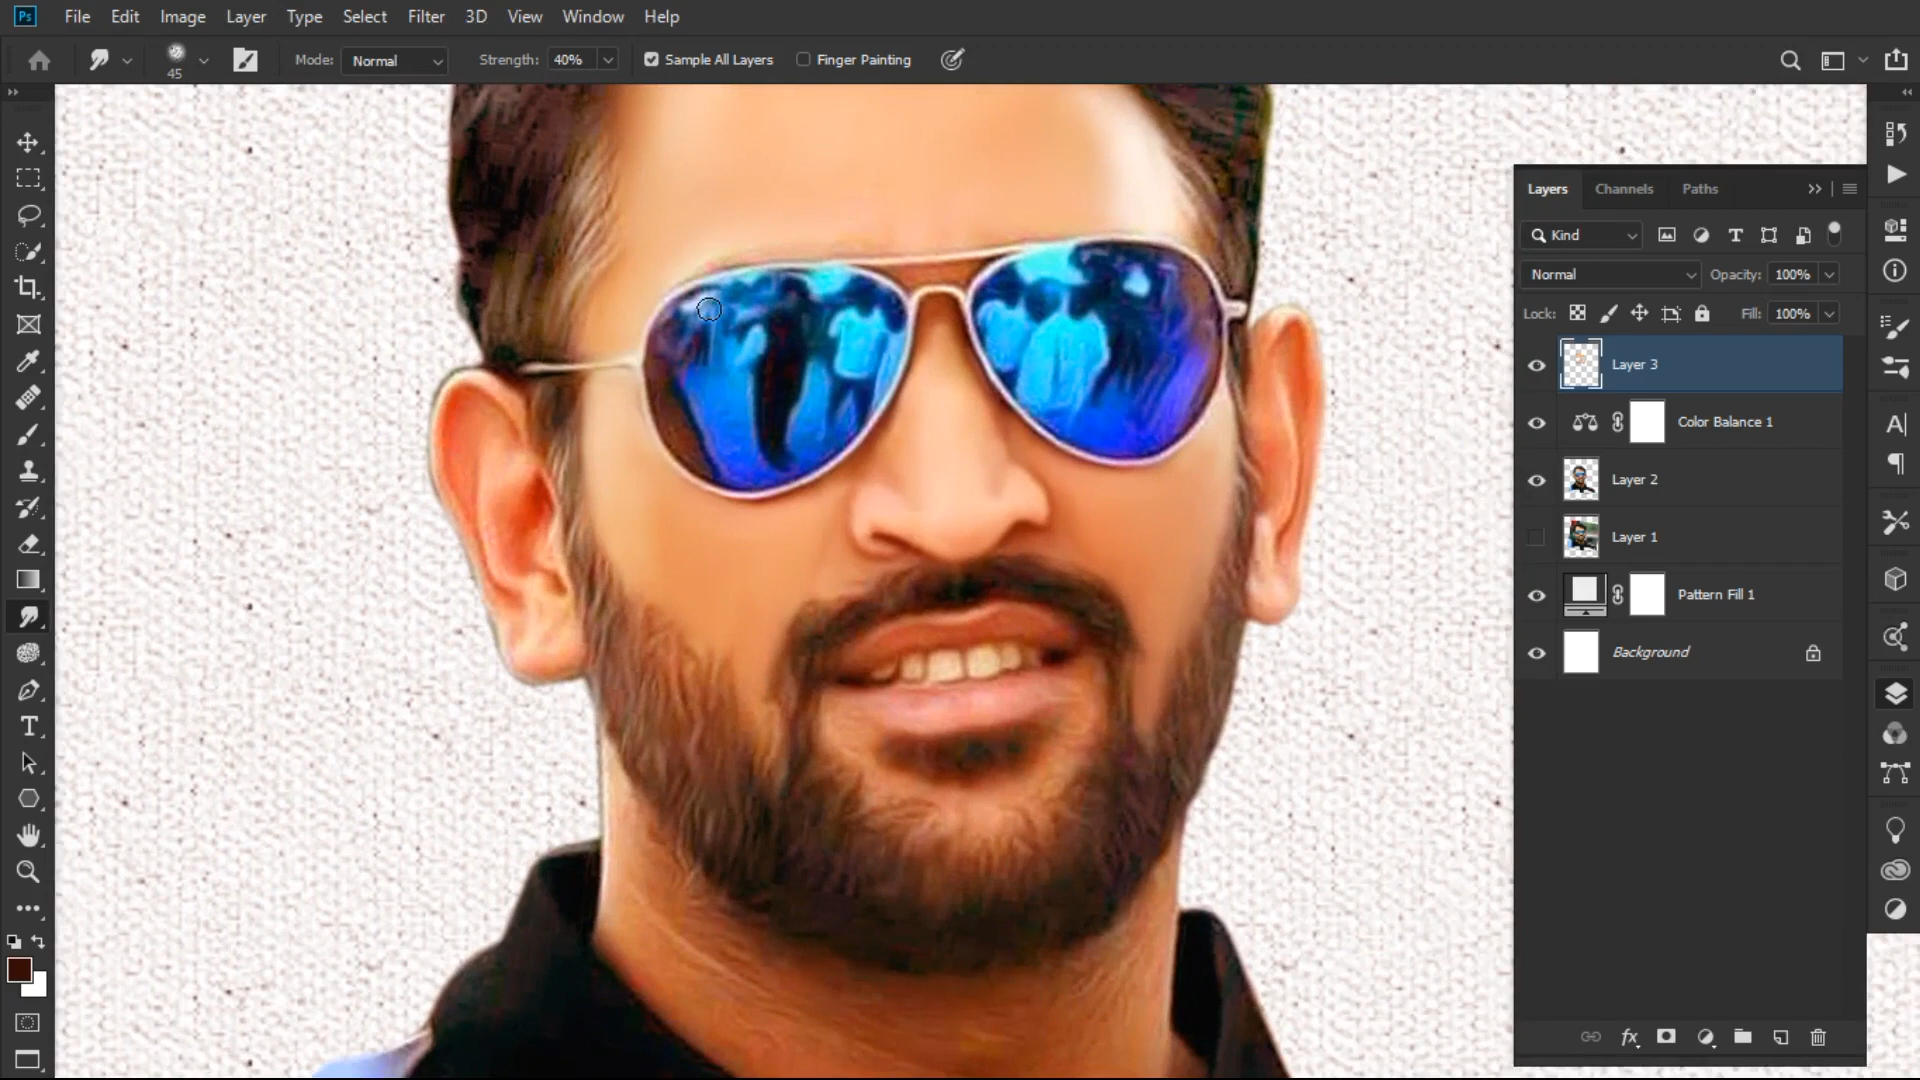 Ps File Edit Image Layer Type Select Filter 3D View Window Help
45 Mode: Normal Strength: 40% Sample All Layers Finger Painting
Layers Channels Paths
Kind
Normal Opacity: 100%
Lock: Fill: 100%
Layer 3
Color Balance 1
Layer 2
Layer 1
Pattern Fill 1
Background
fx